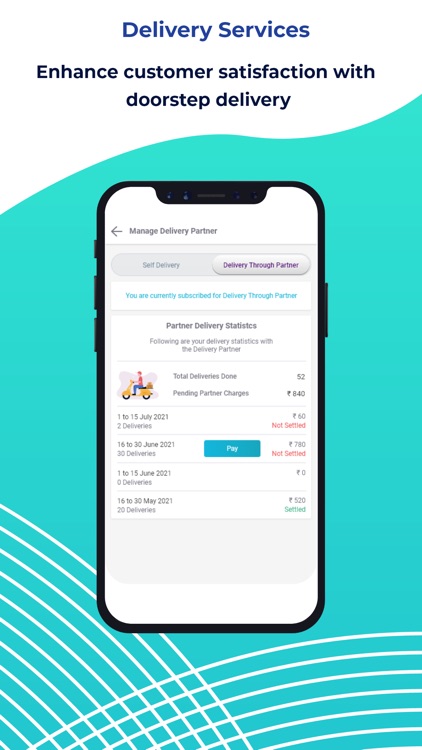 Delivery Services
Enhance customer satisfaction with
doorstep delivery
Manage Delivery Partner
Self Delivery
Delivery Through Partner
You are currently subscribed for Delivery Through Partner
Partner Delivery Statistcs
Following are your delivery statistics with
the Delivery Partner
Total Deliveries Done 52
Pending Partner Charges ₹ 840
1 to 15 July 2021 ₹ 60
2 Deliveries Not Settled
16 to 30 June 2021 Pay ₹ 780
30 Deliveries Not Settled
1 to 15 June 2021 ₹ 0
0 Deliveries
16 to 30 May 2021 ₹ 520
20 Deliveries Settled